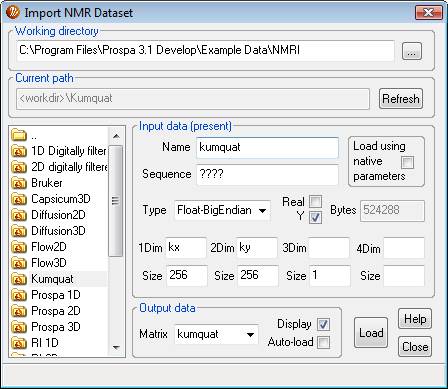 Import NMR Dataset
Working directory
C:\Program Files\Prospa 3.1 Develop\Example Data\NMRI
...
Current path
<workdir>\Kumquat
Refresh
..
1D Digitally filtere
2D digitally filtere
Bruker
Capsicum3D
Diffusion2D
Diffusion3D
Flow2D
Flow3D
Kumquat
Prospa 1D
Prospa 2D
Prospa 3D
RI 1D
Input data (present)
Name kumquat
Sequence ????
Load using
native
parameters
Type Float-BigEndian
Real
Y
Bytes 524288
1Dim kx 2Dim ky 3Dim 4Dim
Size 256 Size 256 Size 1 Size
Output data
Matrix kumquat
Display
Auto-load
Load
Help
Close